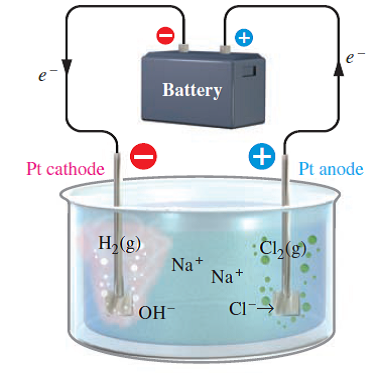 − +
e⁻ e⁻
Battery
− +
Pt cathode Pt anode
H₂(g) Cl₂(g)
Na⁺
Na⁺
OH⁻ Cl⁻→